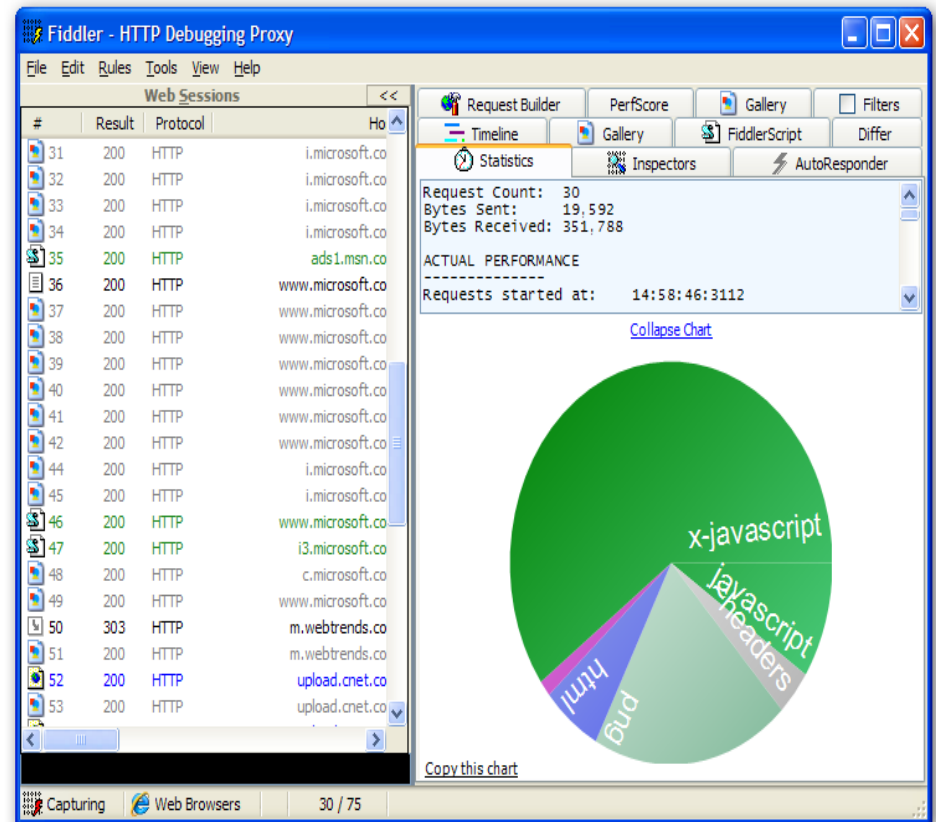 Fiddler - HTTP Debugging Proxy
File Edit Rules Tools View Help
Web Sessions <<
# Result Protocol Ho
31 200 HTTP i.microsoft.co
32 200 HTTP i.microsoft.co
33 200 HTTP i.microsoft.co
34 200 HTTP i.microsoft.co
35 200 HTTP ads1.msn.co
36 200 HTTP www.microsoft.co
37 200 HTTP www.microsoft.co
38 200 HTTP www.microsoft.co
39 200 HTTP www.microsoft.co
40 200 HTTP www.microsoft.co
41 200 HTTP www.microsoft.co
42 200 HTTP www.microsoft.co
44 200 HTTP i.microsoft.co
45 200 HTTP i.microsoft.co
46 200 HTTP www.microsoft.co
47 200 HTTP i3.microsoft.co
48 200 HTTP c.microsoft.co
49 200 HTTP www.microsoft.co
50 303 HTTP m.webtrends.co
51 200 HTTP m.webtrends.co
52 200 HTTP upload.cnet.co
53 200 HTTP upload.cnet.co
Request Builder PerfScore Gallery Filters
Timeline Gallery FiddlerScript Differ
Statistics Inspectors AutoResponder
Request Count: 30
Bytes Sent: 19,592
Bytes Received: 351,788
ACTUAL PERFORMANCE
--------------
Requests started at: 14:58:46:3112
Collapse Chart
x-javascript
javascript
headers
html
png
Copy this chart
Capturing Web Browsers 30 / 75